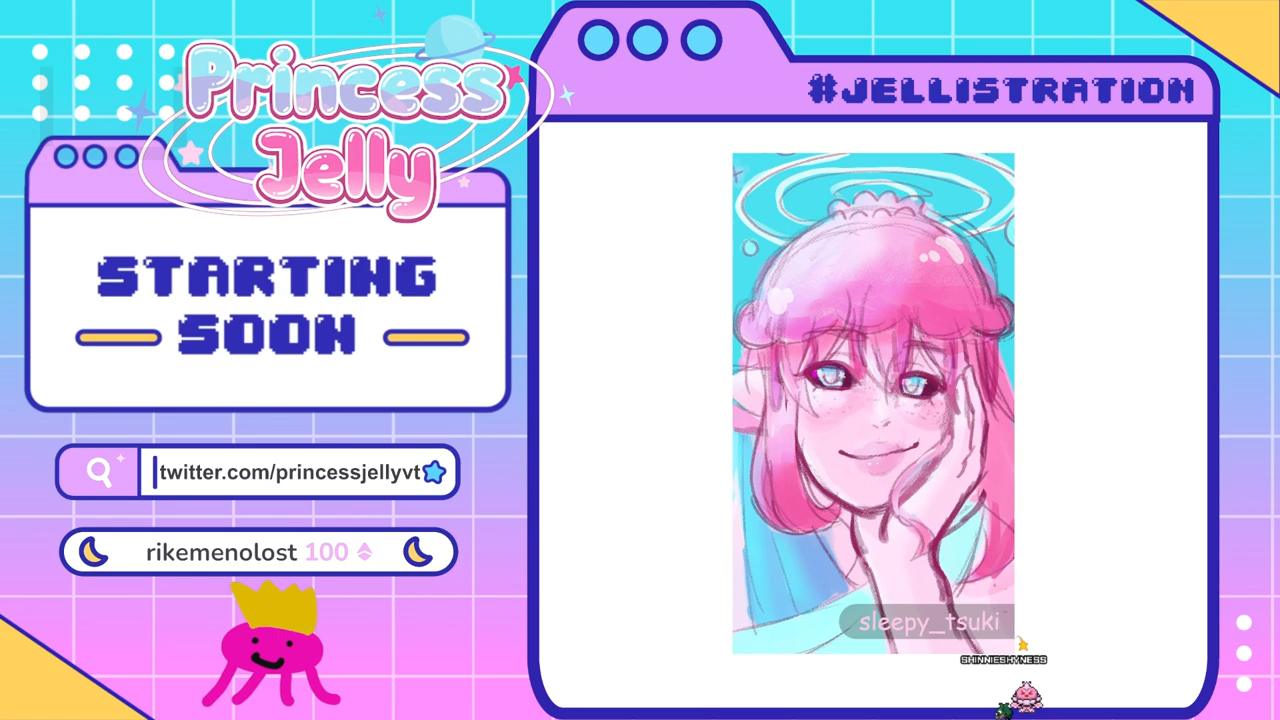 Princess
Jelly
#JELLISTRATION
STARTING
SOON
twitter.com/princessjellyvt
rikemenolost 100
sleepy_tsuki
SHINNIESHYNESS